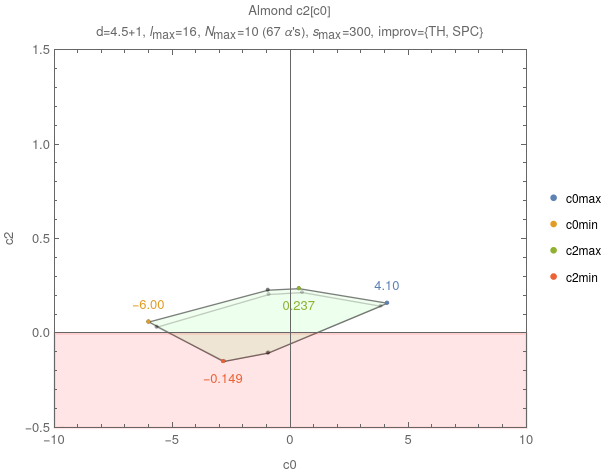 Almond c2[c0]
d=4.5+1, lmax=16, Nmax=10 (67 α's), smax=300, improv={TH, SPC}
1.5
1.0
0.5
0.0
−0.5
c2
−6.00
4.10
0.237
−0.149
−10
−5
0
5
10
c0
c0max
c0min
c2max
c2min